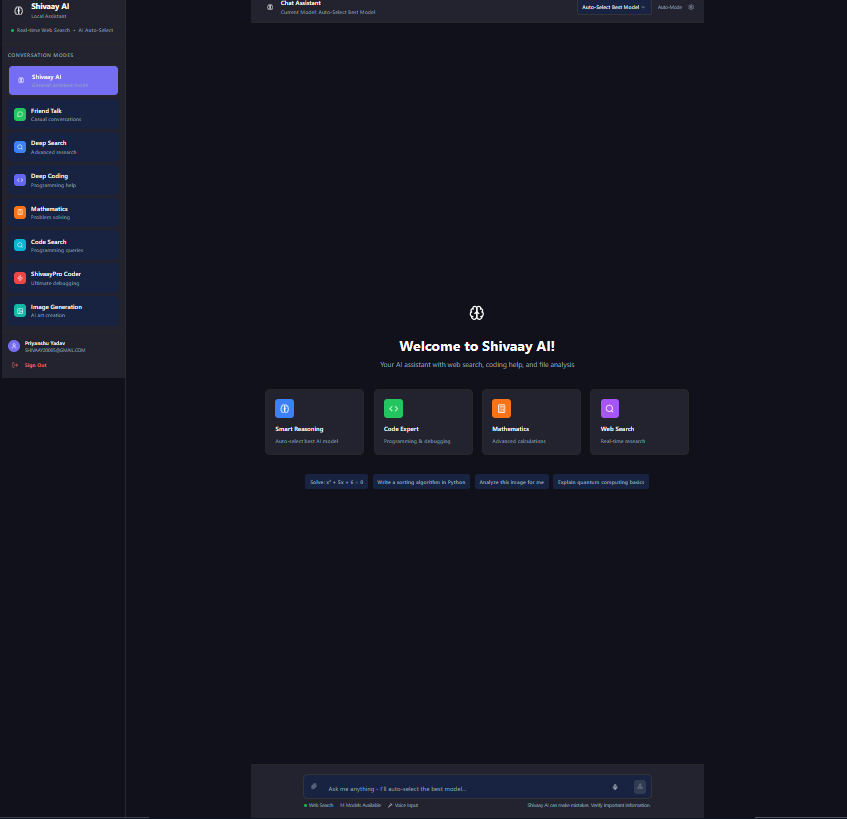 Shivaay AI
Local Assistant
Real-time Web Search • AI Auto-Select
CONVERSATION MODES
Shivaay AI
Friend Talk
Casual conversations
Deep Search
Advanced research
Deep Coding
Programming help
Mathematics
Problem solving
Code Search
Programming queries
ShivaayPro Coder
Ultimate debugging
Image Generation
AI art creation
Priyanshu Yadav
Sign Out
Chat Assistant
Current Model: Auto-Select Best Model
Auto-Select Best Model
Auto-Mode
Welcome to Shivaay AI!
Your AI assistant with web search, coding help, and file analysis
Smart Reasoning
Auto-select best AI model
Code Expert
Programming & debugging
Mathematics
Advanced calculations
Web Search
Real-time research
Solve: x² + 5x + 6 = 0
Write a sorting algorithm in Python
Analyze this image for me
Explain quantum computing basics
Ask me anything - I'll auto-select the best model...
Web Search
Models Available
Voice Input
Shivaay AI can make mistakes. Verify important information.